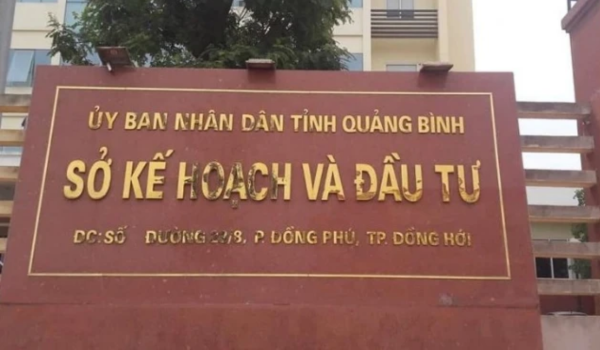 ỦY BAN NHÂN DÂN TỈNH QUẢNG BÌNH
SỞ KẾ HOẠCH VÀ ĐẦU TƯ
ĐC: SỐ ĐƯỜNG 23/8, P. ĐỒNG PHÚ, TP. ĐỒNG HỚI